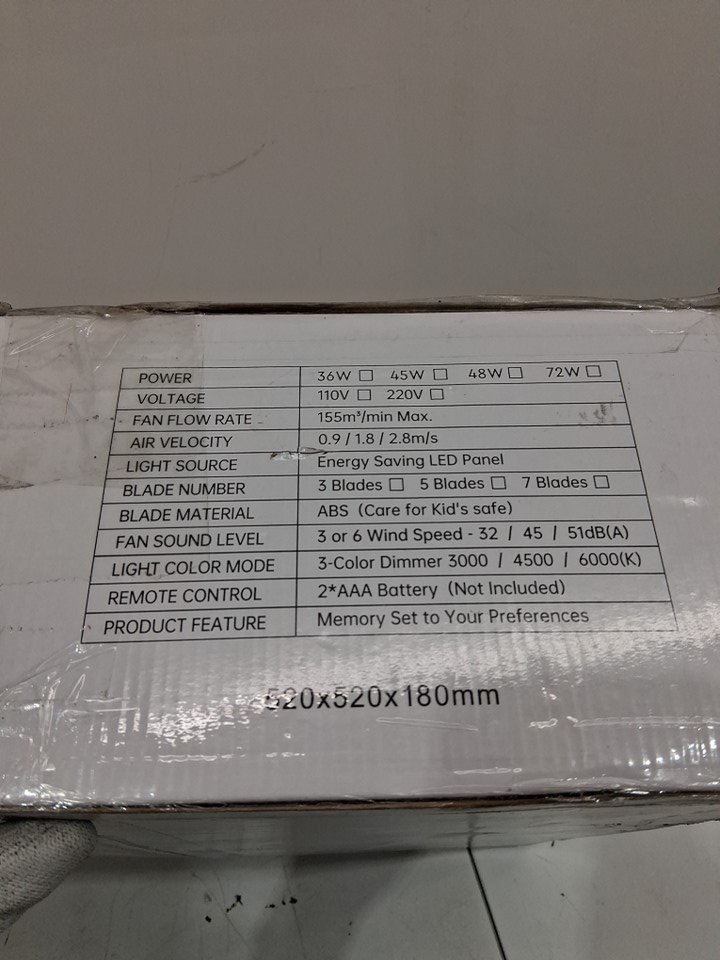 POWER 36W ☐ 45W ☐ 48W ☐ 72W ☐
VOLTAGE 110V ☐ 220V ☐
FAN FLOW RATE 155m³/min Max.
AIR VELOCITY 0.9 / 1.8 / 2.8m/s
LIGHT SOURCE Energy Saving LED Panel
BLADE NUMBER 3 Blades ☐ 5 Blades ☐ 7 Blades ☐
BLADE MATERIAL ABS (Care for Kid's safe)
FAN SOUND LEVEL 3 or 6 Wind Speed - 32 / 45 / 51dB(A)
LIGHT COLOR MODE 3-Color Dimmer 3000 / 4500 / 6000(K)
REMOTE CONTROL 2*AAA Battery (Not Included)
PRODUCT FEATURE Memory Set to Your Preferences
520x520x180mm